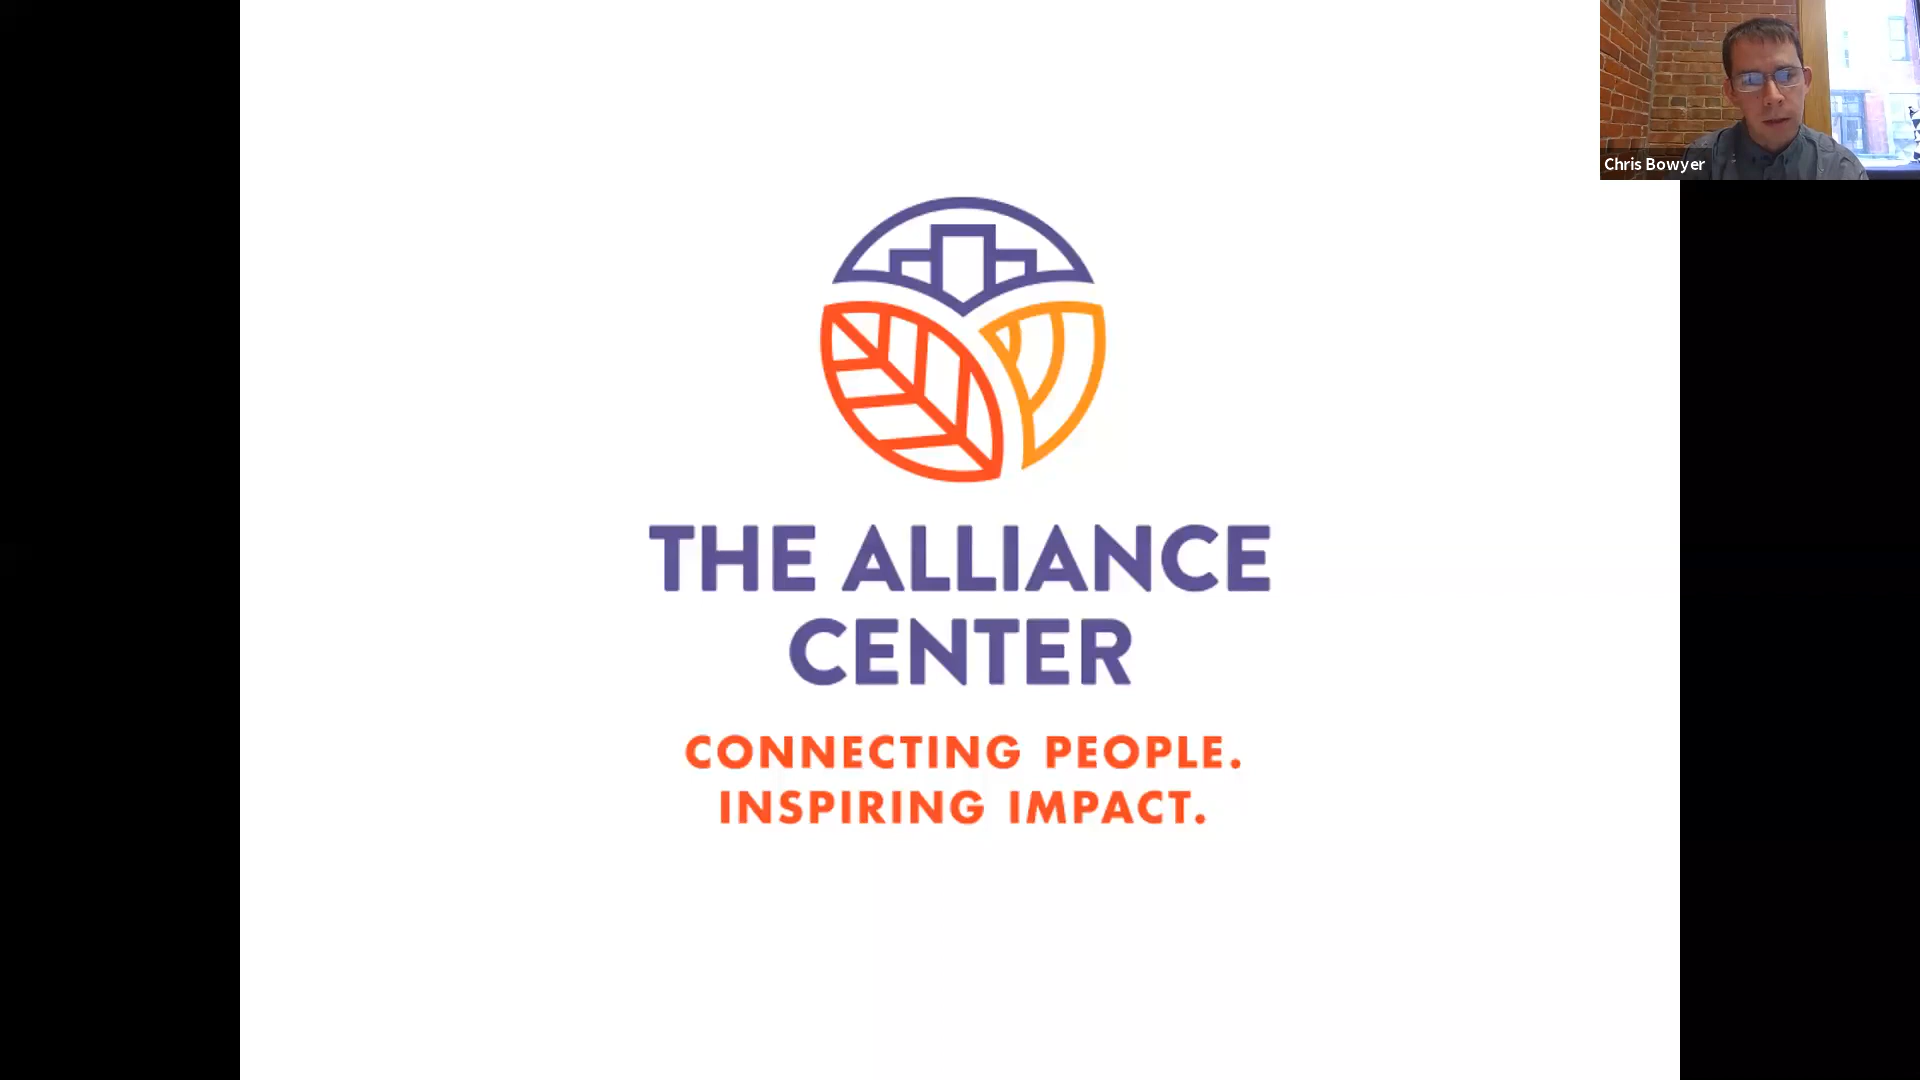 Chris Bowyer
THE ALLIANCE
CENTER
CONNECTING PEOPLE.
INSPIRING IMPACT.